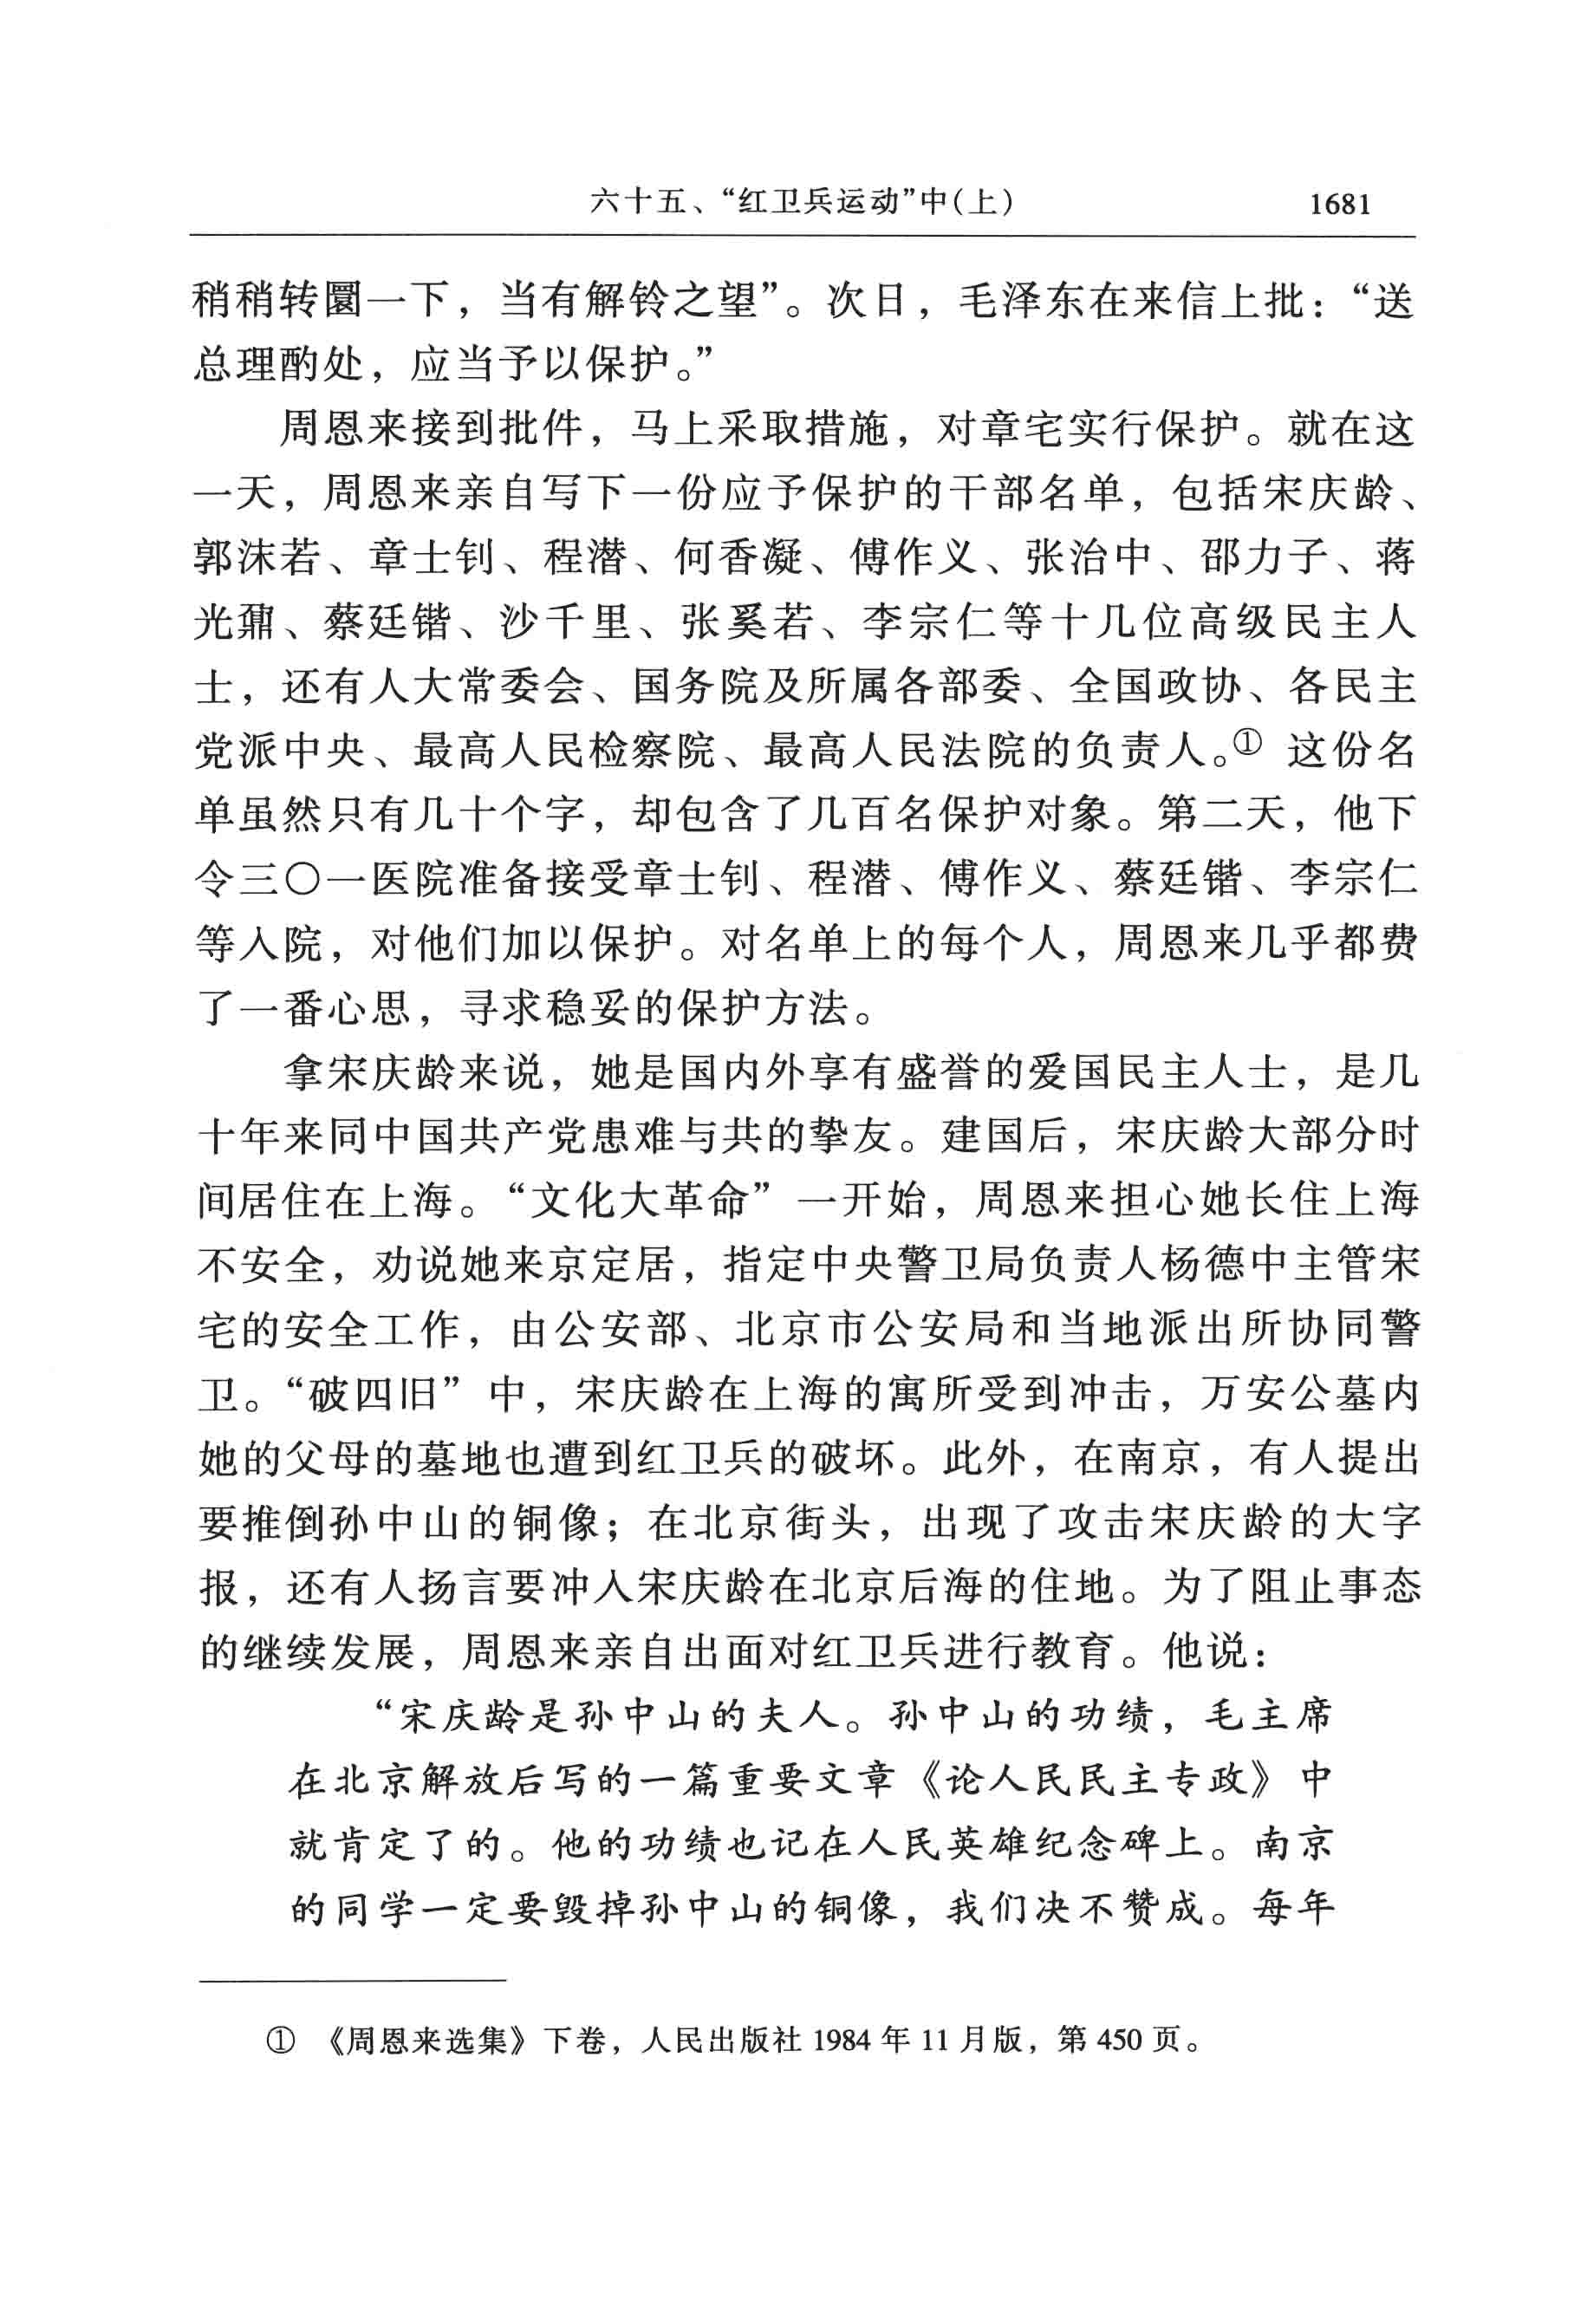 六十五、“红卫兵运动”中(上) 1681
稍稍转圜一下，当有解铃之望”。次日，毛泽东在来信上批：“送
总理酌处，应当予以保护。”
周恩来接到批件，马上采取措施，对章宅实行保护。就在这
一天，周恩来亲自写下一份应予保护的干部名单，包括宋庆龄、
郭沫若、章士钊、程潜、何香凝、傅作义、张治中、邵力子、蒋
光鼐、蔡廷锴、沙千里、张奚若、李宗仁等十几位高级民主人
士，还有人大常委会、国务院及所属各部委、全国政协、各民主
党派中央、最高人民检察院、最高人民法院的负责人。① 这份名
单虽然只有几十个字，却包含了几百名保护对象。第二天，他下
令三〇一医院准备接受章士钊、程潜、傅作义、蔡廷锴、李宗仁
等入院，对他们加以保护。对名单上的每个人，周恩来几乎都费
了一番心思，寻求稳妥的保护方法。
拿宋庆龄来说，她是国内外享有盛誉的爱国民主人士，是几
十年来同中国共产党患难与共的挚友。建国后，宋庆龄大部分时
间居住在上海。“文化大革命”一开始，周恩来担心她长住上海
不安全，劝说她来京定居，指定中央警卫局负责人杨德中主管宋
宅的安全工作，由公安部、北京市公安局和当地派出所协同警
卫。“破四旧”中，宋庆龄在上海的寓所受到冲击，万安公墓内
她的父母的墓地也遭到红卫兵的破坏。此外，在南京，有人提出
要推倒孙中山的铜像；在北京街头，出现了攻击宋庆龄的大字
报，还有人扬言要冲入宋庆龄在北京后海的住地。为了阻止事态
的继续发展，周恩来亲自出面对红卫兵进行教育。他说：
“宋庆龄是孙中山的夫人。孙中山的功绩，毛主席
在北京解放后写的一篇重要文章《论人民民主专政》中
就肯定了的。他的功绩也记在人民英雄纪念碑上。南京
的同学一定要毁掉孙中山的铜像，我们决不赞成。每年
① 《周恩来选集》下卷，人民出版社 1984 年 11 月版，第 450 页。